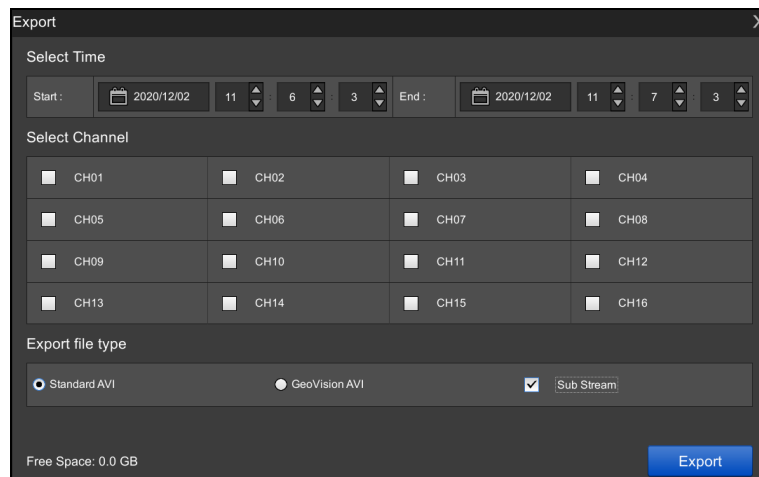 Export
Select Time
Start : 2020/12/02 11 : 6 : 3 End : 2020/12/02 11 : 7 : 3
Select Channel
CH01 CH02 CH03 CH04
CH05 CH06 CH07 CH08
CH09 CH10 CH11 CH12
CH13 CH14 CH15 CH16
Export file type
Standard AVI GeoVision AVI Sub Stream
Free Space: 0.0 GB Export